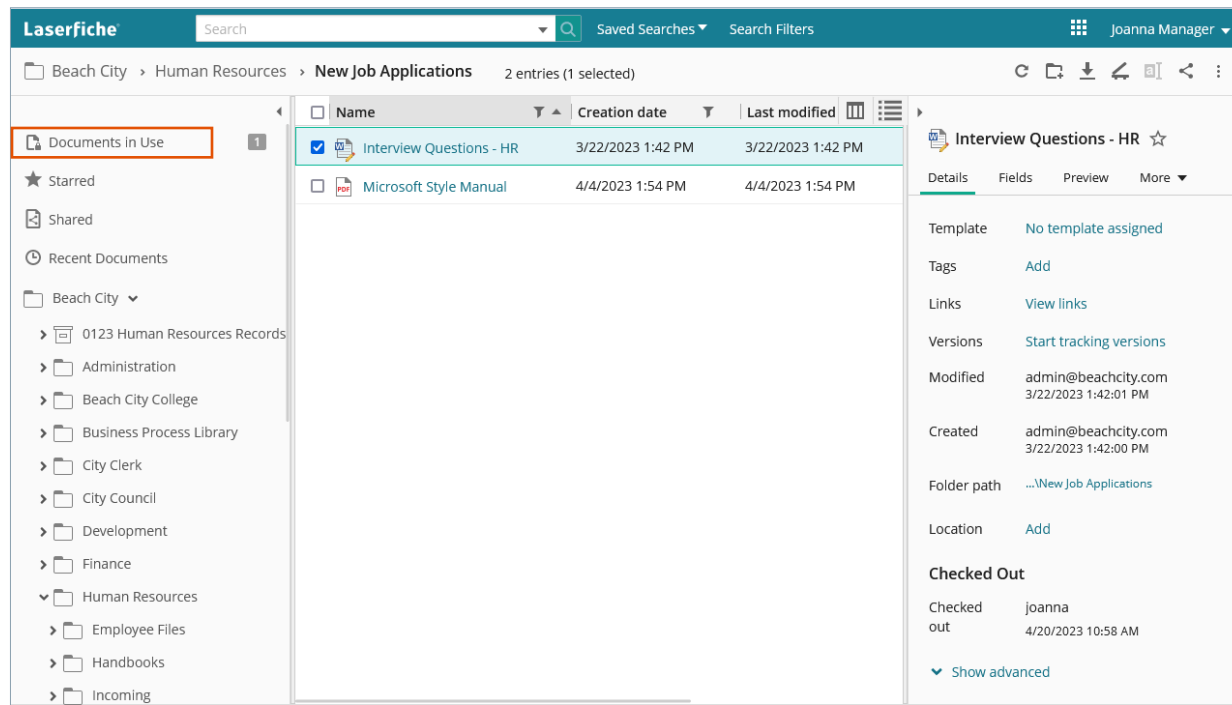 Laserfiche
Search
Saved Searches
Search Filters
Joanna Manager
Beach City > Human Resources > New Job Applications
2 entries (1 selected)
Documents in Use
1
Starred
Shared
Recent Documents
Beach City
0123 Human Resources Records
Administration
Beach City College
Business Process Library
City Clerk
City Council
Development
Finance
Human Resources
Employee Files
Handbooks
Incoming
Name Creation date Last modified
Interview Questions - HR 3/22/2023 1:42 PM 3/22/2023 1:42 PM
PDF Microsoft Style Manual 4/4/2023 1:54 PM 4/4/2023 1:54 PM
Interview Questions - HR
Details Fields Preview More
Template No template assigned
Tags Add
Links View links
Versions Start tracking versions
Modified admin@beachcity.com
3/22/2023 1:42:01 PM
Created admin@beachcity.com
3/22/2023 1:42:00 PM
Folder path ...\New Job Applications
Location Add
Checked Out
Checked out joanna
4/20/2023 10:58 AM
Show advanced